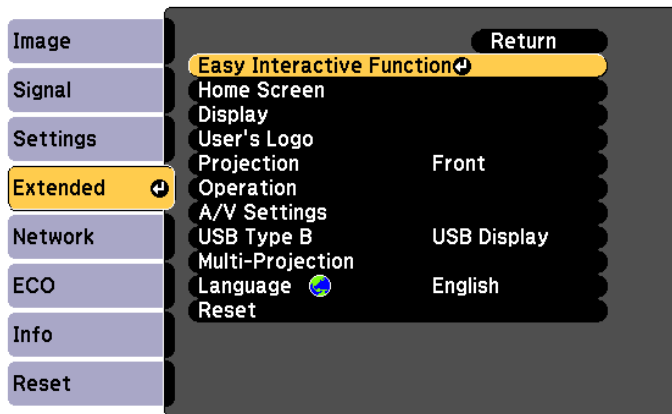 Image
Signal
Settings
Extended
Network
ECO
Info
Reset
Return
Easy Interactive Function
Home Screen
Display
User's Logo
Projection Front
Operation
A/V Settings
USB Type B USB Display
Multi-Projection
Language English
Reset